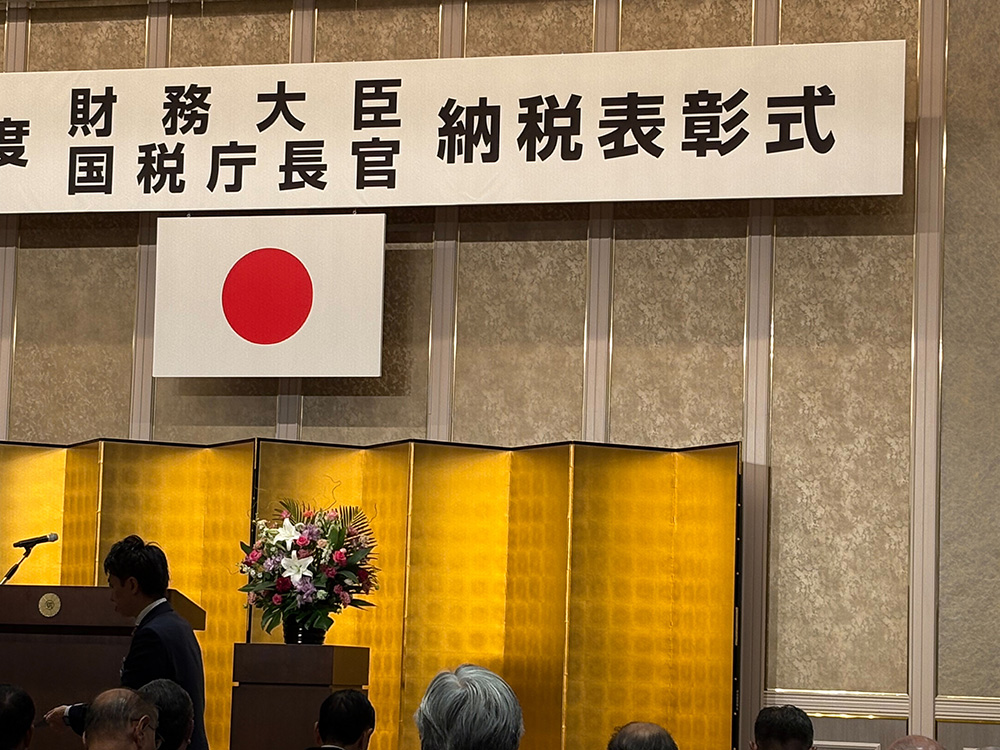 度 財務大臣 納税表彰式
国税庁長官